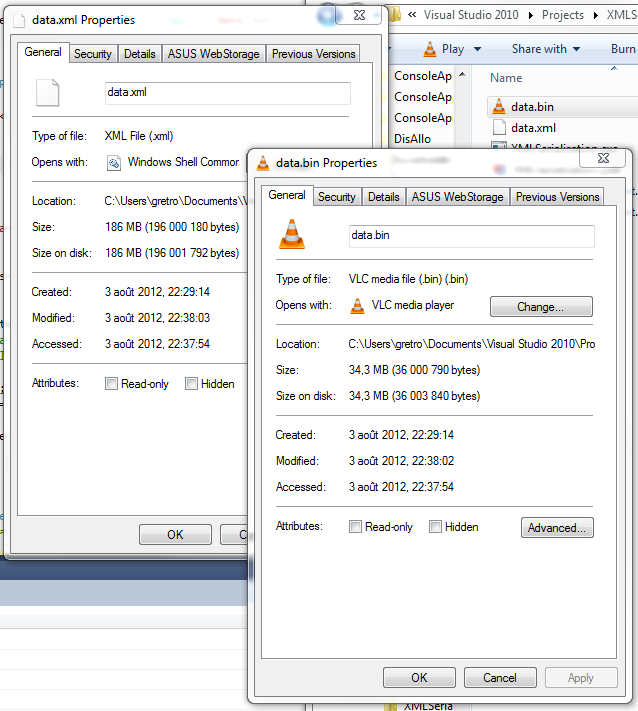 data.xml Properties
General Security Details ASUS WebStorage Previous Versions
data.xml
Type of file: XML File (.xml)
Opens with: Windows Shell Commor
Location: C:\Users\gretro\Documents\\
Size: 186 MB (196 000 180 bytes)
Size on disk: 186 MB (196 001 792 bytes)
Created: 3 août 2012, 22:29:14
Modified: 3 août 2012, 22:38:03
Accessed: 3 août 2012, 22:37:54
Attributes: Read-only Hidden
OK
« Visual Studio 2010 Projects XMLS
Play Share with Burn
ConsoleAp
ConsoleAp
ConsoleAp
DisAllo
Name
data.bin
data.xml
data.bin Properties
General Security Details ASUS WebStorage Previous Versions
data.bin
Type of file: VLC media file (.bin) (.bin)
Opens with: VLC media player Change...
Location: C:\Users\gretro\Documents\Visual Studio 2010\Pro
Size: 34,3 MB (36 000 790 bytes)
Size on disk: 34,3 MB (36 003 840 bytes)
Created: 3 août 2012, 22:29:14
Modified: 3 août 2012, 22:38:02
Accessed: 3 août 2012, 22:37:54
Attributes: Read-only Hidden Advanced...
OK Cancel Apply
XMLSeria